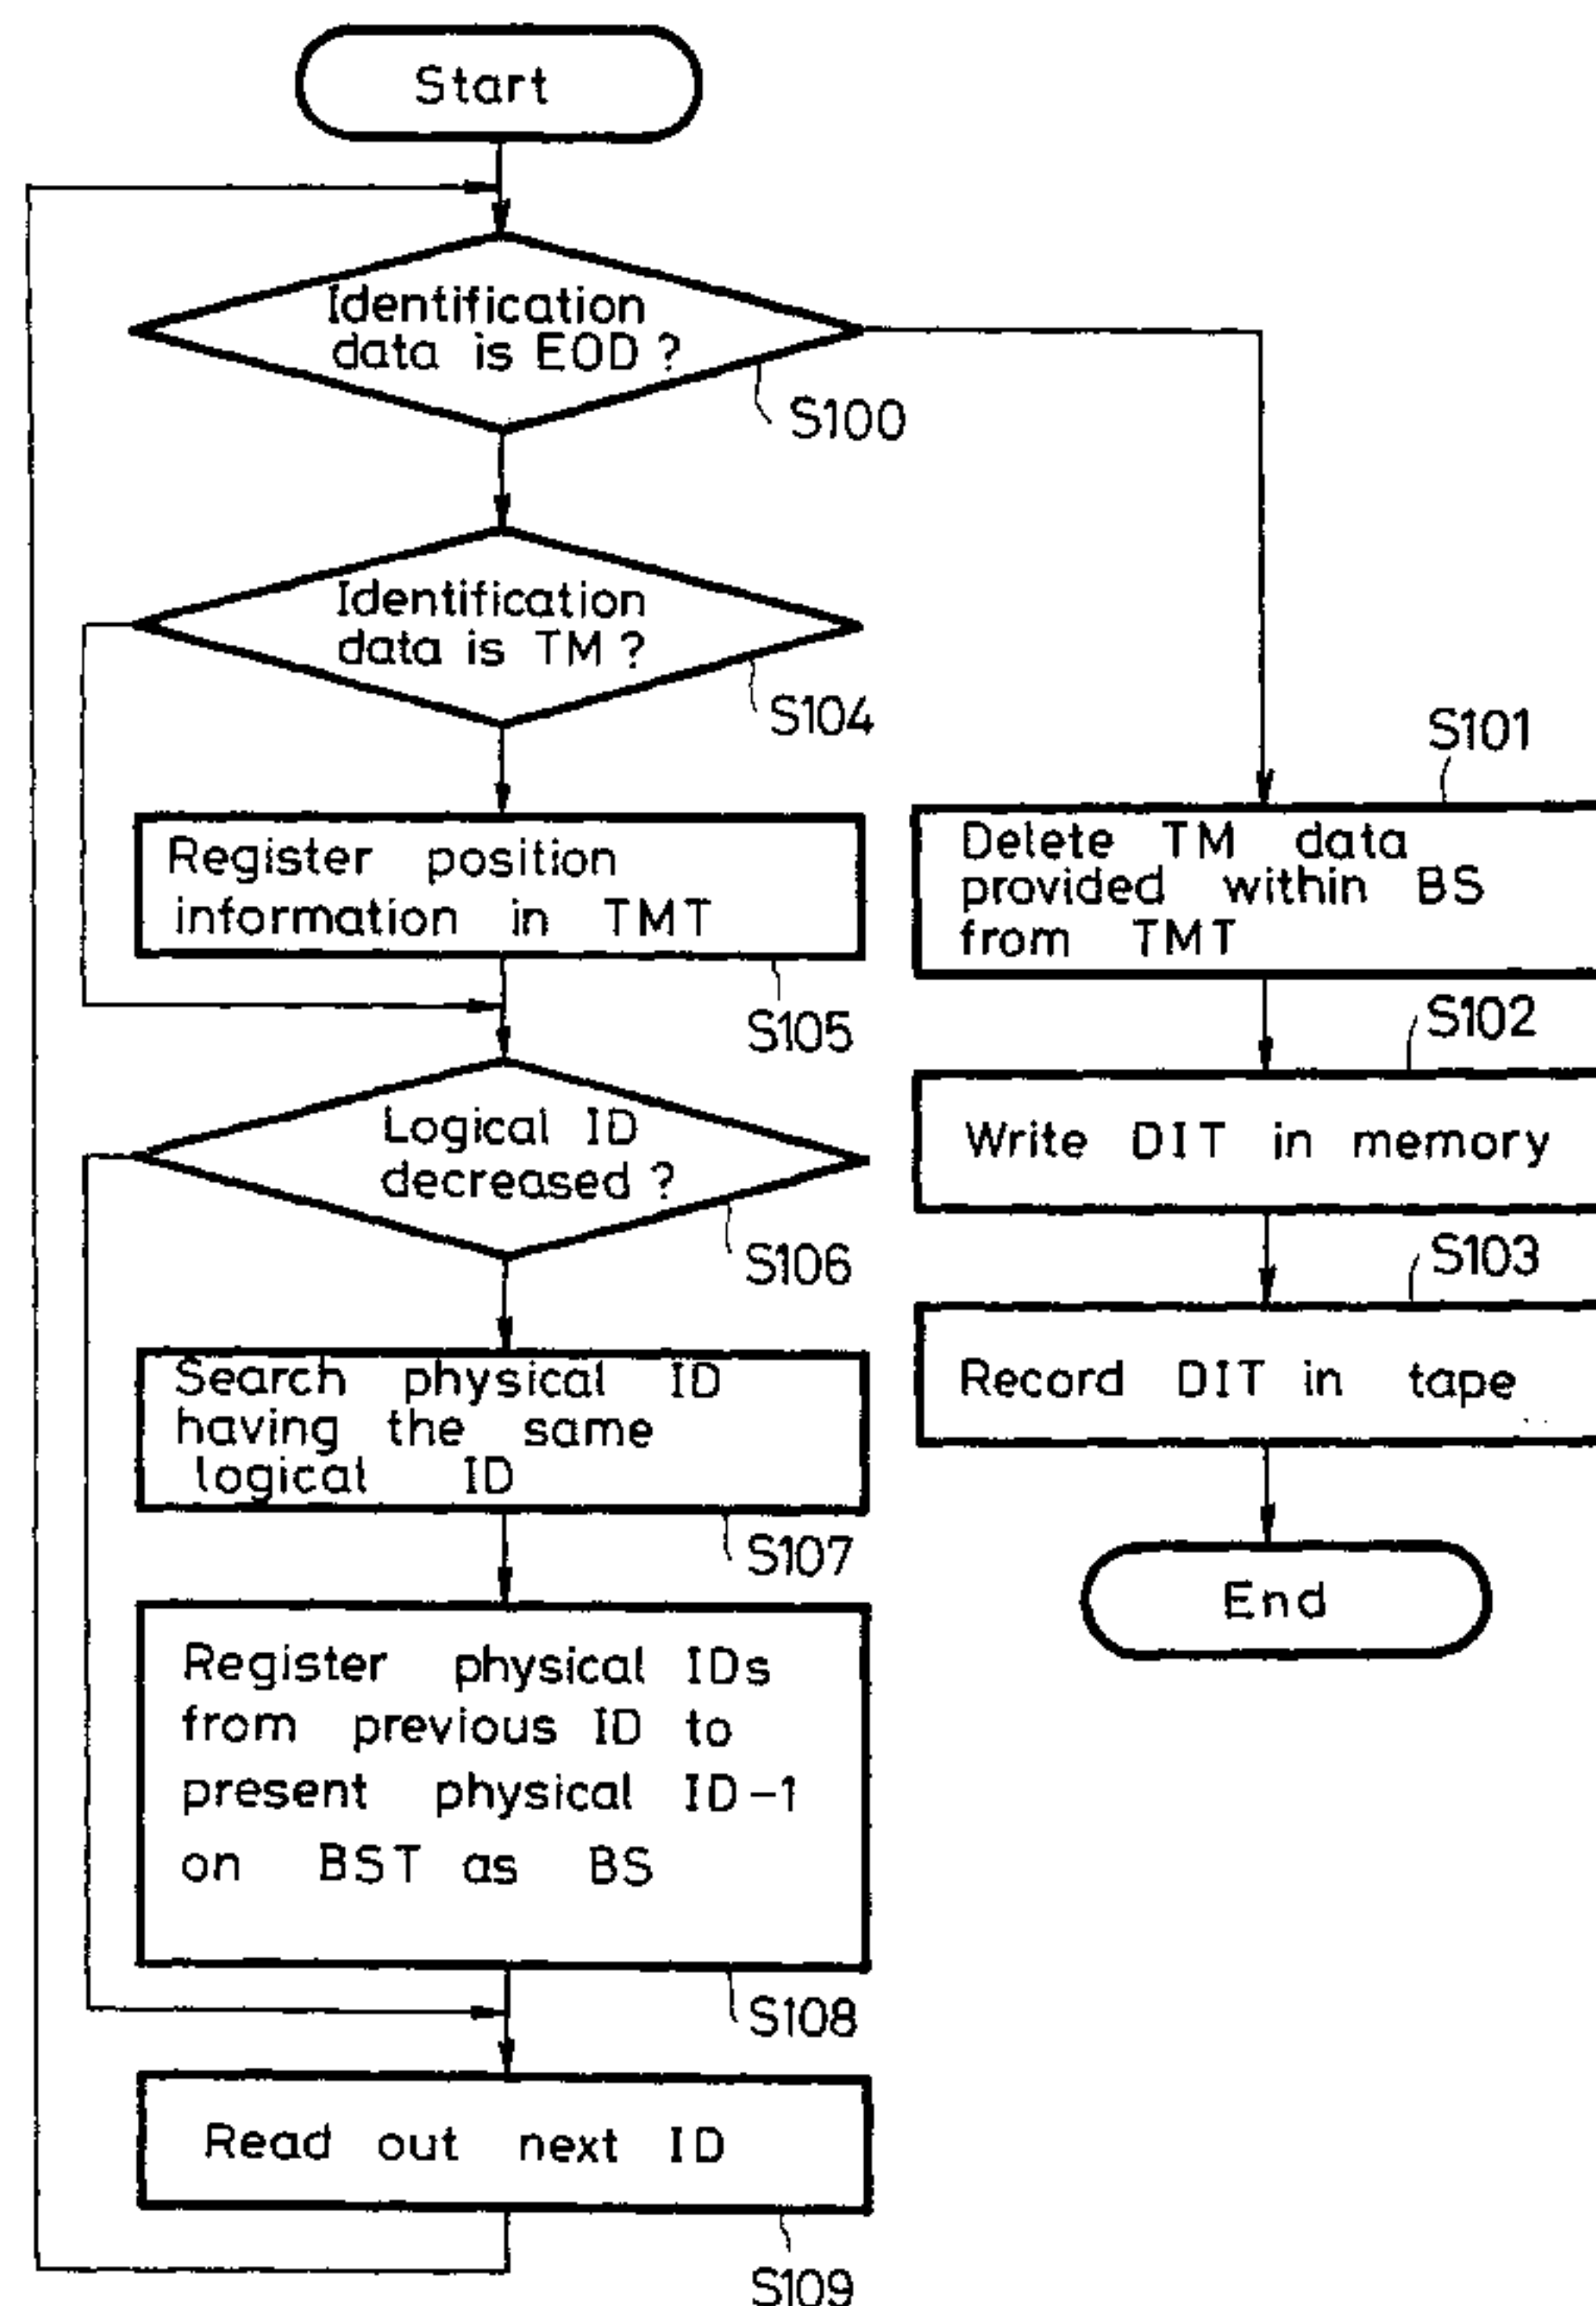 Start
Identification
data is EOD ?
S100
Identification
data is TM ?
S104
Register position
information in TMT
S105
Logical ID
decreased ?
S106
Search physical ID
having the same
logical ID
S107
Register physical IDs
from previous ID to
present physical ID-1
on BST as BS
S108
Read out next ID
S109
S101
Delete TM data
provided within BS
from TMT
S102
Write DIT in memory
S103
Record DIT in tape
End